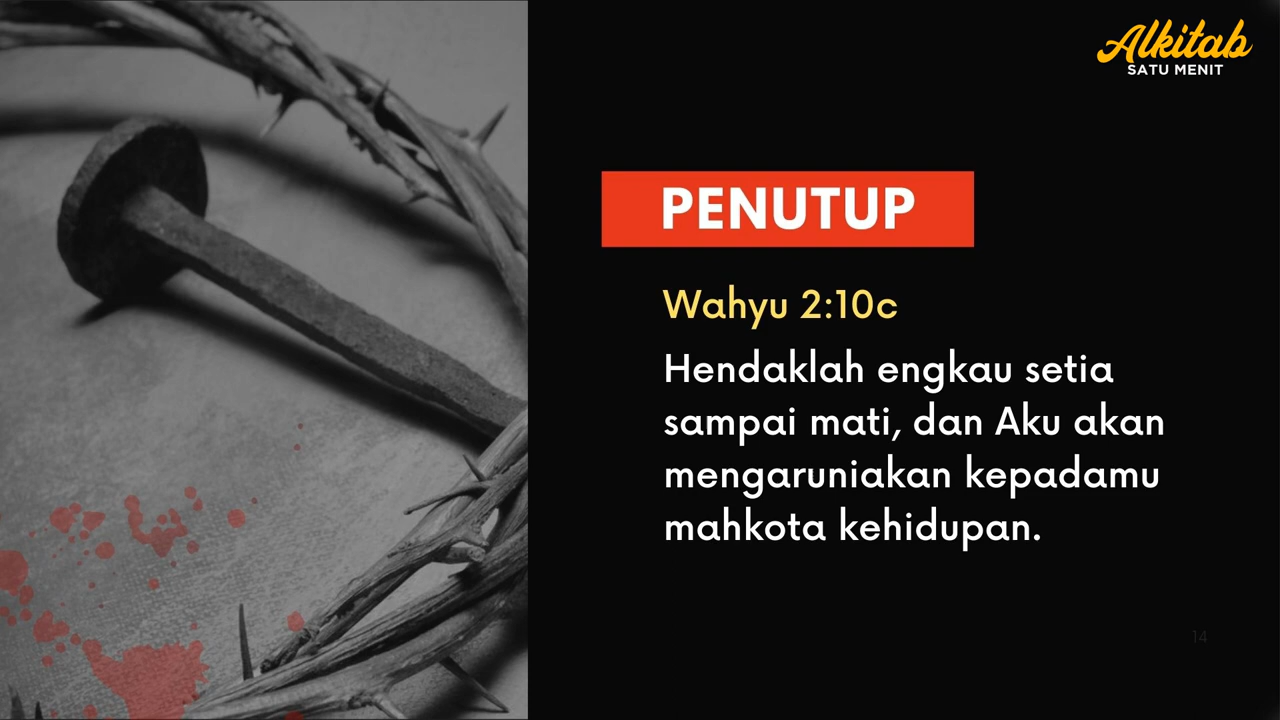 Alkitab
SATU MENIT
PENUTUP
Wahyu 2:10c
Hendaklah engkau setia
sampai mati, dan Aku akan
mengaruniakan kepadamu
mahkota kehidupan.
14